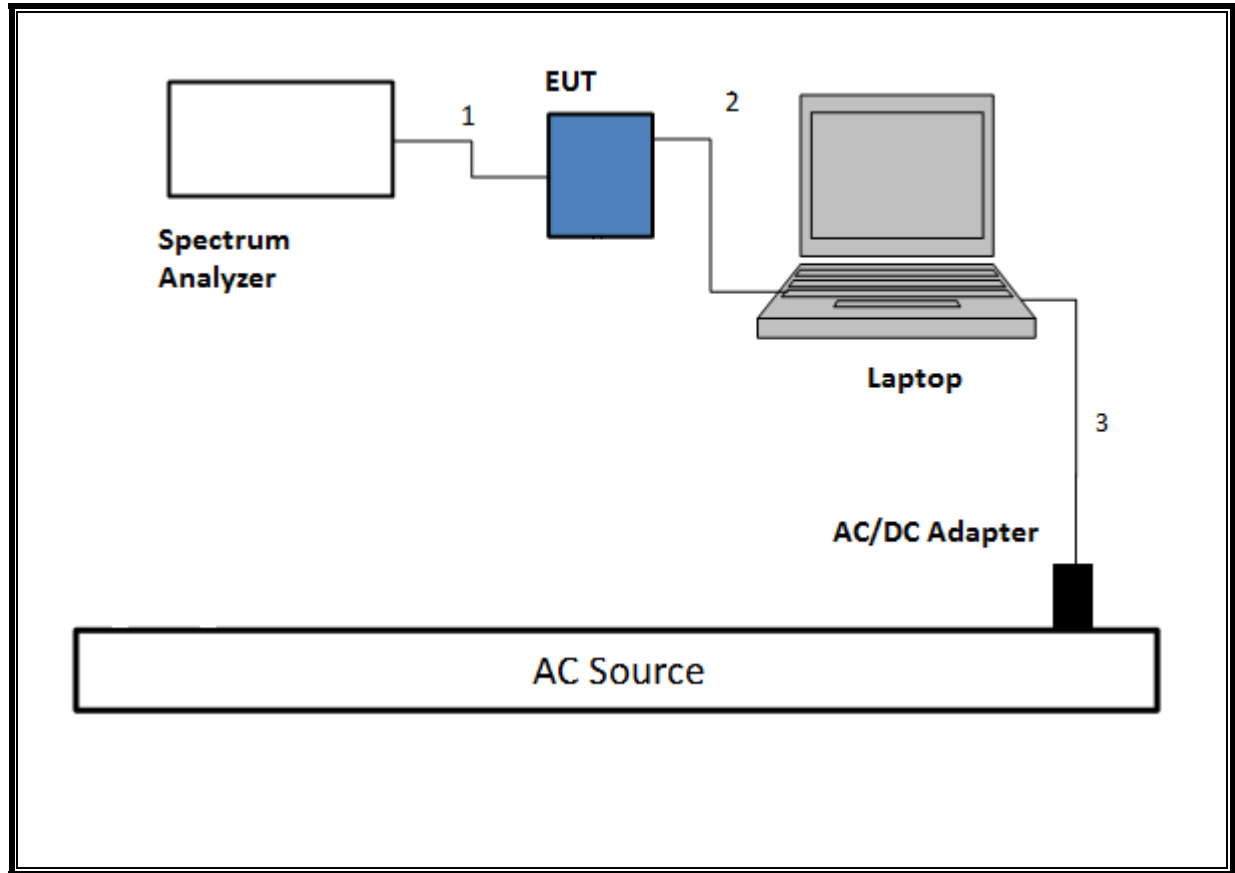 EUT
1
2
Spectrum
Analyzer
Laptop
3
AC/DC Adapter
AC Source